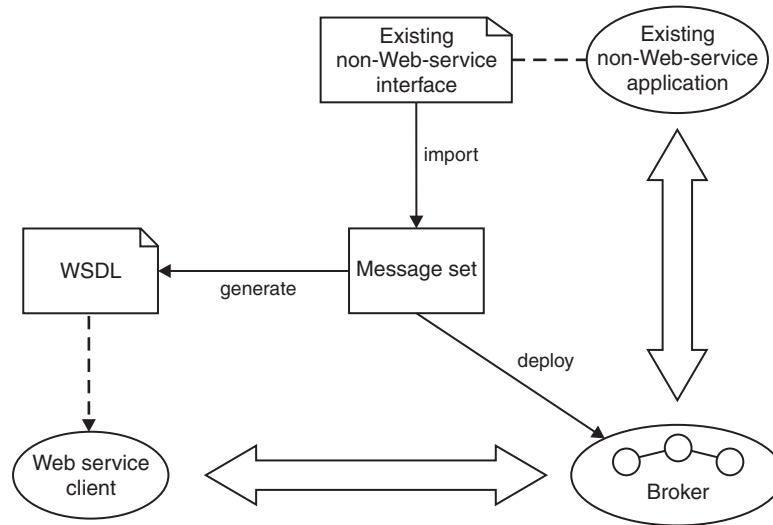 Existing
non-Web-service
interface
Existing
non-Web-service
application
import
WSDL
generate
Message set
deploy
Web service
client
Broker